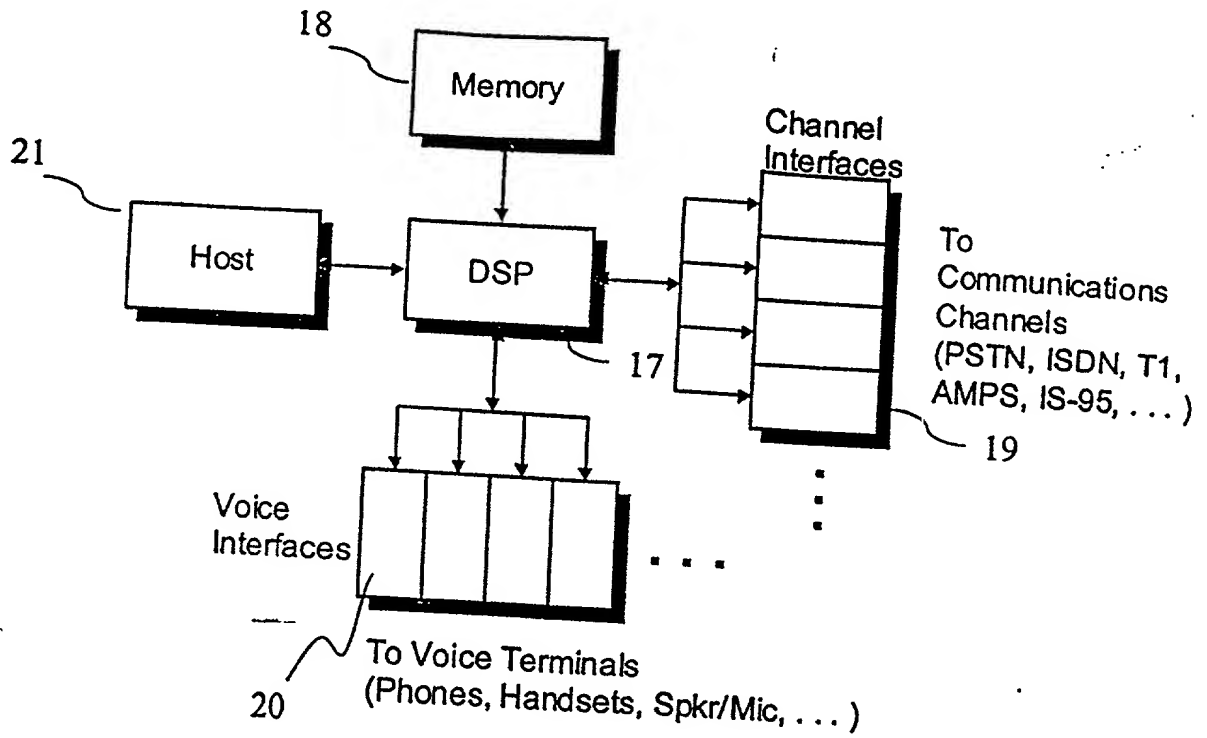 18
Memory
21
Host
DSP
17
Channel
Interfaces
To
Communications
Channels
(PSTN, ISDN, T1,
AMPS, IS-95, . . . )
19
Voice
Interfaces
20
To Voice Terminals
(Phones, Handsets, Spkr/Mic, . . . )